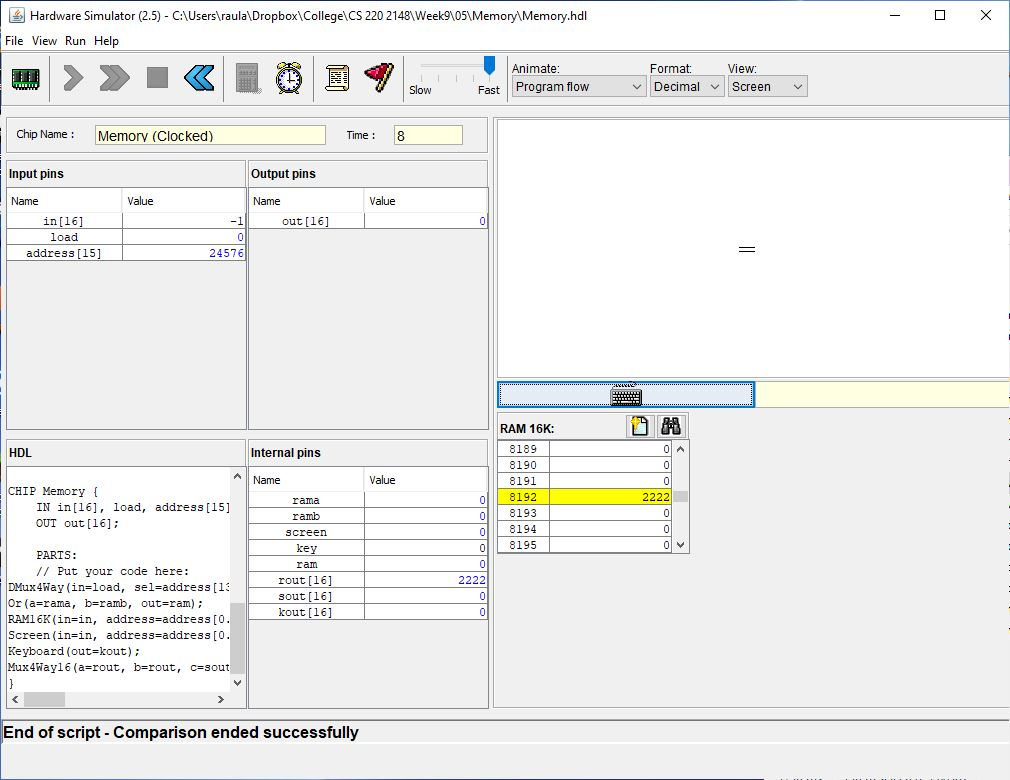 Hardware Simulator (2.5) - C:\Users\raula\Dropbox\College\CS 220 2148\Week9\05\Memory\Memory.hdl
File View Run Help
Slow Fast
Animate: Format: View:
Program flow Decimal Screen
Chip Name : Memory (Clocked) Time : 8
Input pins
Name Value
in[16] -1
load 0
address[15] 24576
Output pins
Name Value
out[16] 0
HDL
CHIP Memory {
IN in[16], load, address[15]
OUT out[16];
PARTS:
// Put your code here:
DMux4Way(in=load, sel=address[13
Or(a=rama, b=ramb, out=ram);
RAM16K(in=in, address=address[0.
Screen(in=in, address=address[0.
Keyboard(out=kout);
Mux4Way16(a=rout, b=rout, c=sout
}
Internal pins
Name Value
rama 0
ramb 0
screen 0
key 0
ram 0
rout[16] 2222
sout[16] 0
kout[16] 0
RAM 16K:
8189 0
8190 0
8191 0
8192 2222
8193 0
8194 0
8195 0
End of script - Comparison ended successfully